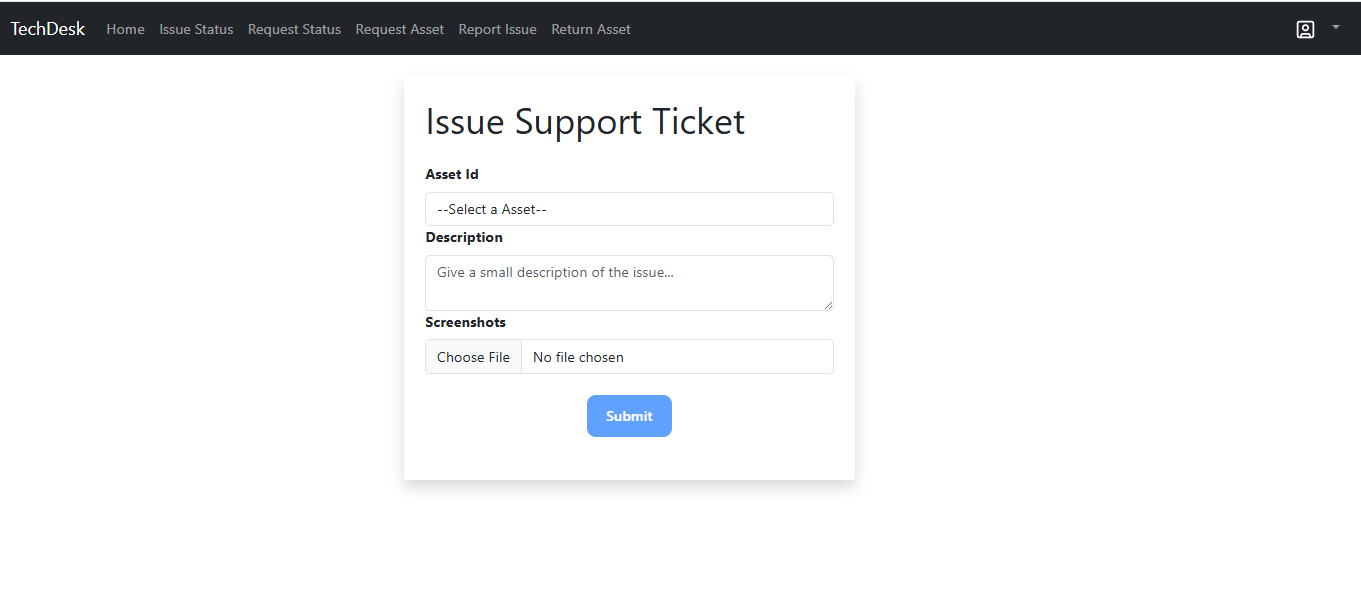 TechDesk Home Issue Status Request Status Request Asset Report Issue Return Asset
Issue Support Ticket
Asset Id
--Select a Asset--
Description
Give a small description of the issue...
Screenshots
Choose File No file chosen
Submit